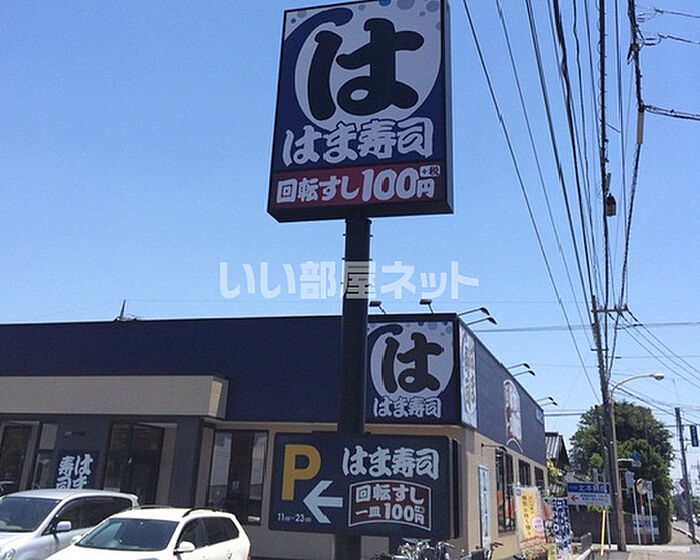 は
はま寿司
回転すし100円
+税
いい部屋ネット
は
はま寿司
はま寿司
P
はま寿司
回転すし
一皿100円
11:00~23:00